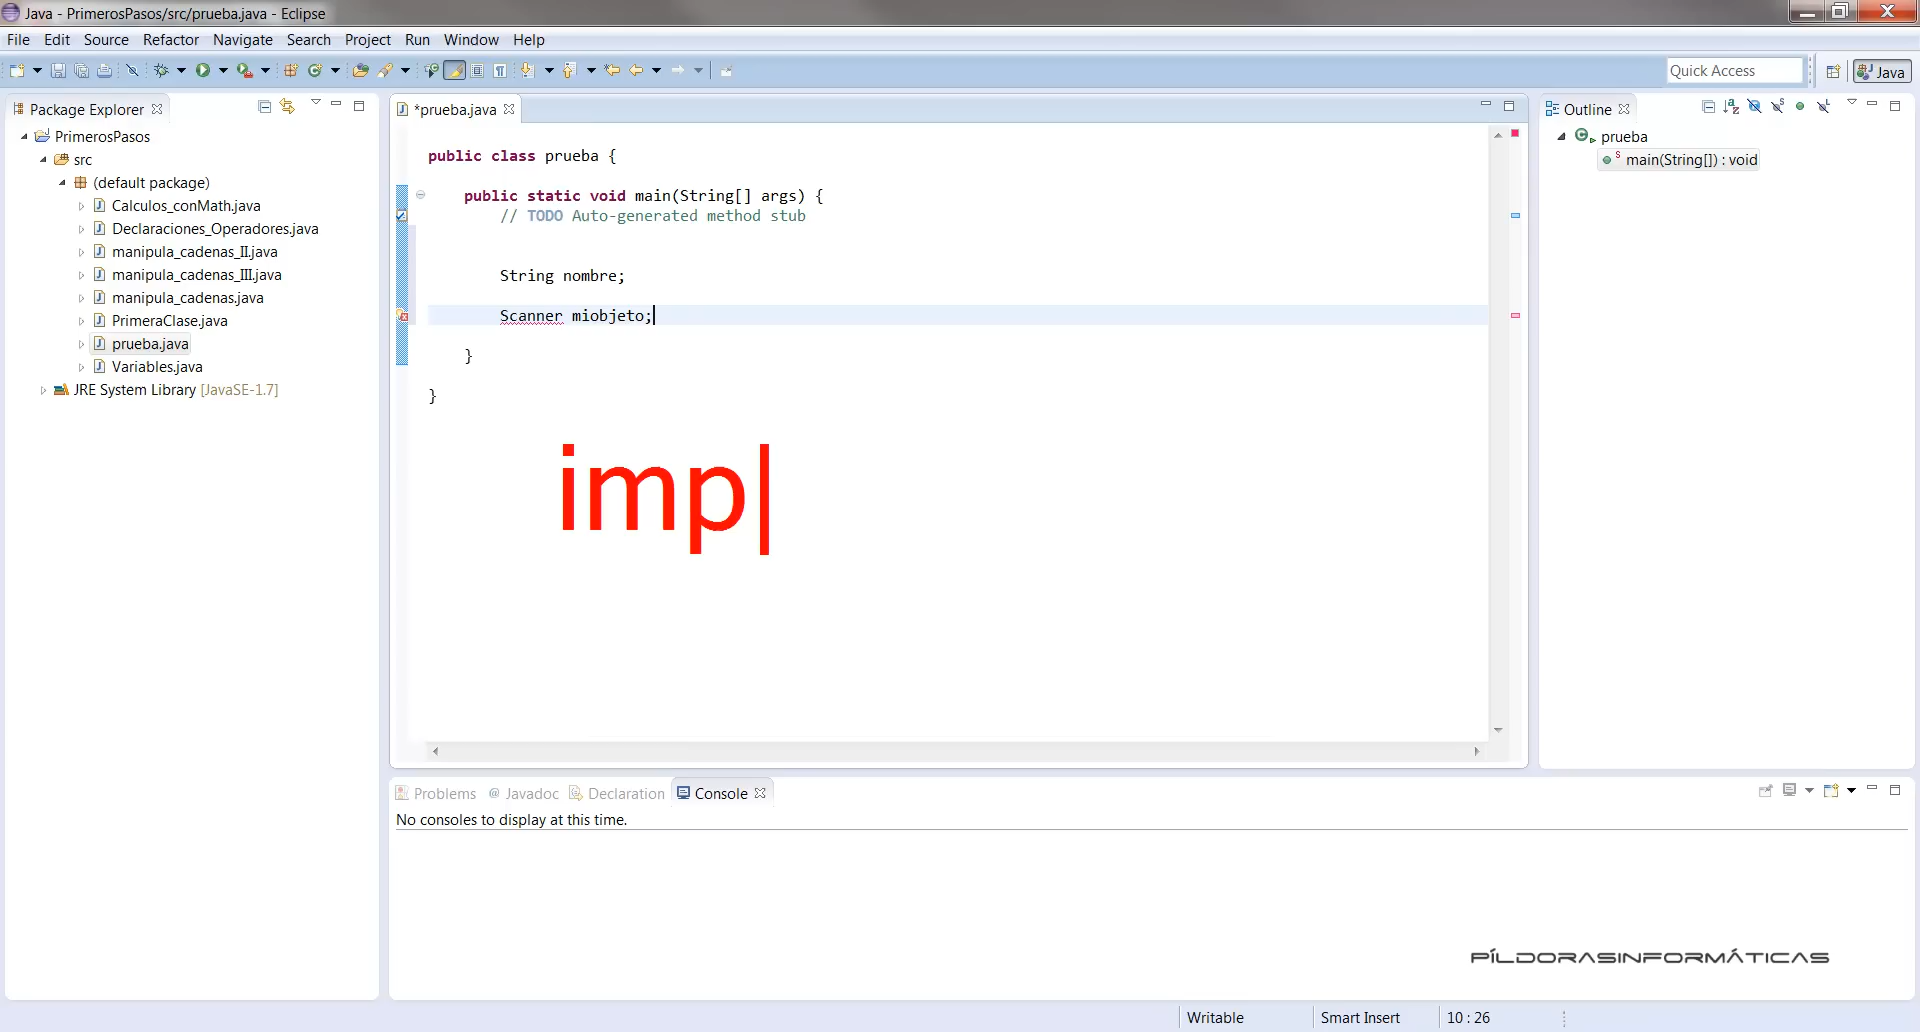 Java - PrimerosPasos/src/prueba.java - Eclipse
File Edit Source Refactor Navigate Search Project Run Window Help
Quick Access
Java
Package Explorer
PrimerosPasos
src
(default package)
Calculos_conMath.java
Declaraciones_Operadores.java
manipula_cadenas_II.java
manipula_cadenas_III.java
manipula_cadenas.java
PrimeraClase.java
prueba.java
Variables.java
JRE System Library [JavaSE-1.7]
*prueba.java
public class prueba {
public static void main(String[] args) {
// TODO Auto-generated method stub
String nombre;
Scanner miobjeto;
}
}
imp|
Outline
prueba
main(String[]) : void
Problems @ Javadoc Declaration Console
No consoles to display at this time.
PÍLDORASINFORMÁTICAS
Writable Smart Insert 10 : 26